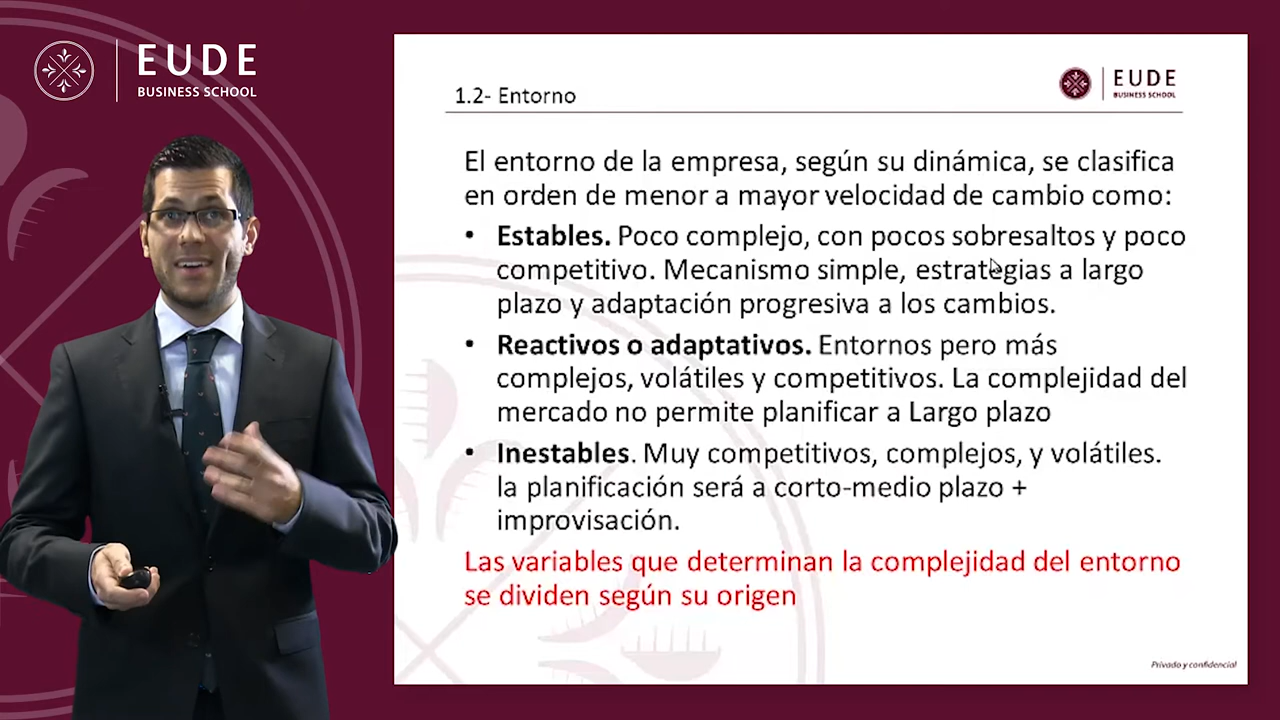 EUDE
BUSINESS SCHOOL
1.2- Entorno
EUDE
BUSINESS SCHOOL
El entorno de la empresa, según su dinámica, se clasifica
en orden de menor a mayor velocidad de cambio como:
• Estables. Poco complejo, con pocos sobresaltos y poco
competitivo. Mecanismo simple, estrategias a largo
plazo y adaptación progresiva a los cambios.
• Reactivos o adaptativos. Entornos pero más
complejos, volátiles y competitivos. La complejidad del
mercado no permite planificar a Largo plazo
• Inestables. Muy competitivos, complejos, y volátiles.
la planificación será a corto-medio plazo +
improvisación.
Las variables que determinan la complejidad del entorno
se dividen según su origen
Privado y confidencial